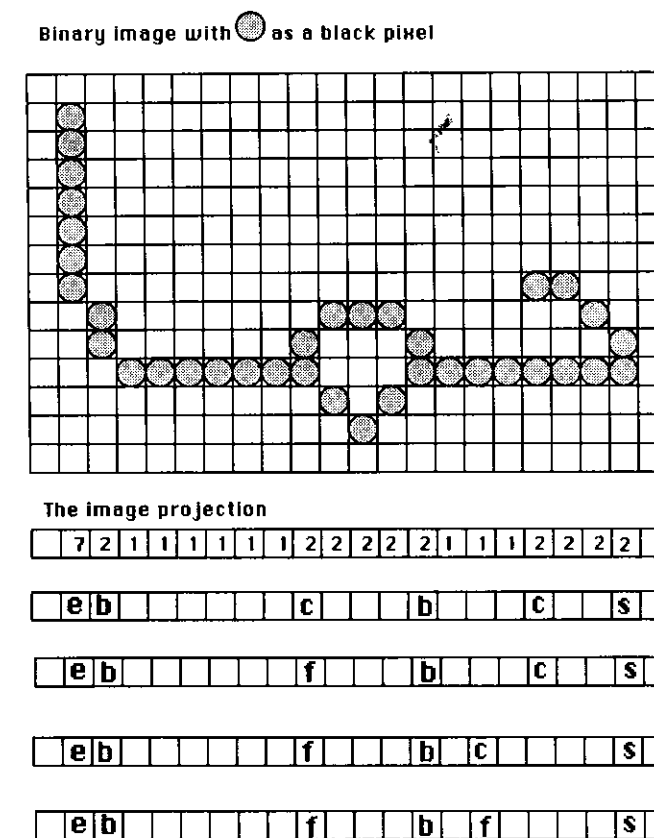 Binary image with as a black pixel
The image projection
7 2 1 1 1 1 1 1 2 2 2 2 2 1 1 1 2 2 2 2
e b c b c s
e b f b c s
e b f b c s
e b f b f s